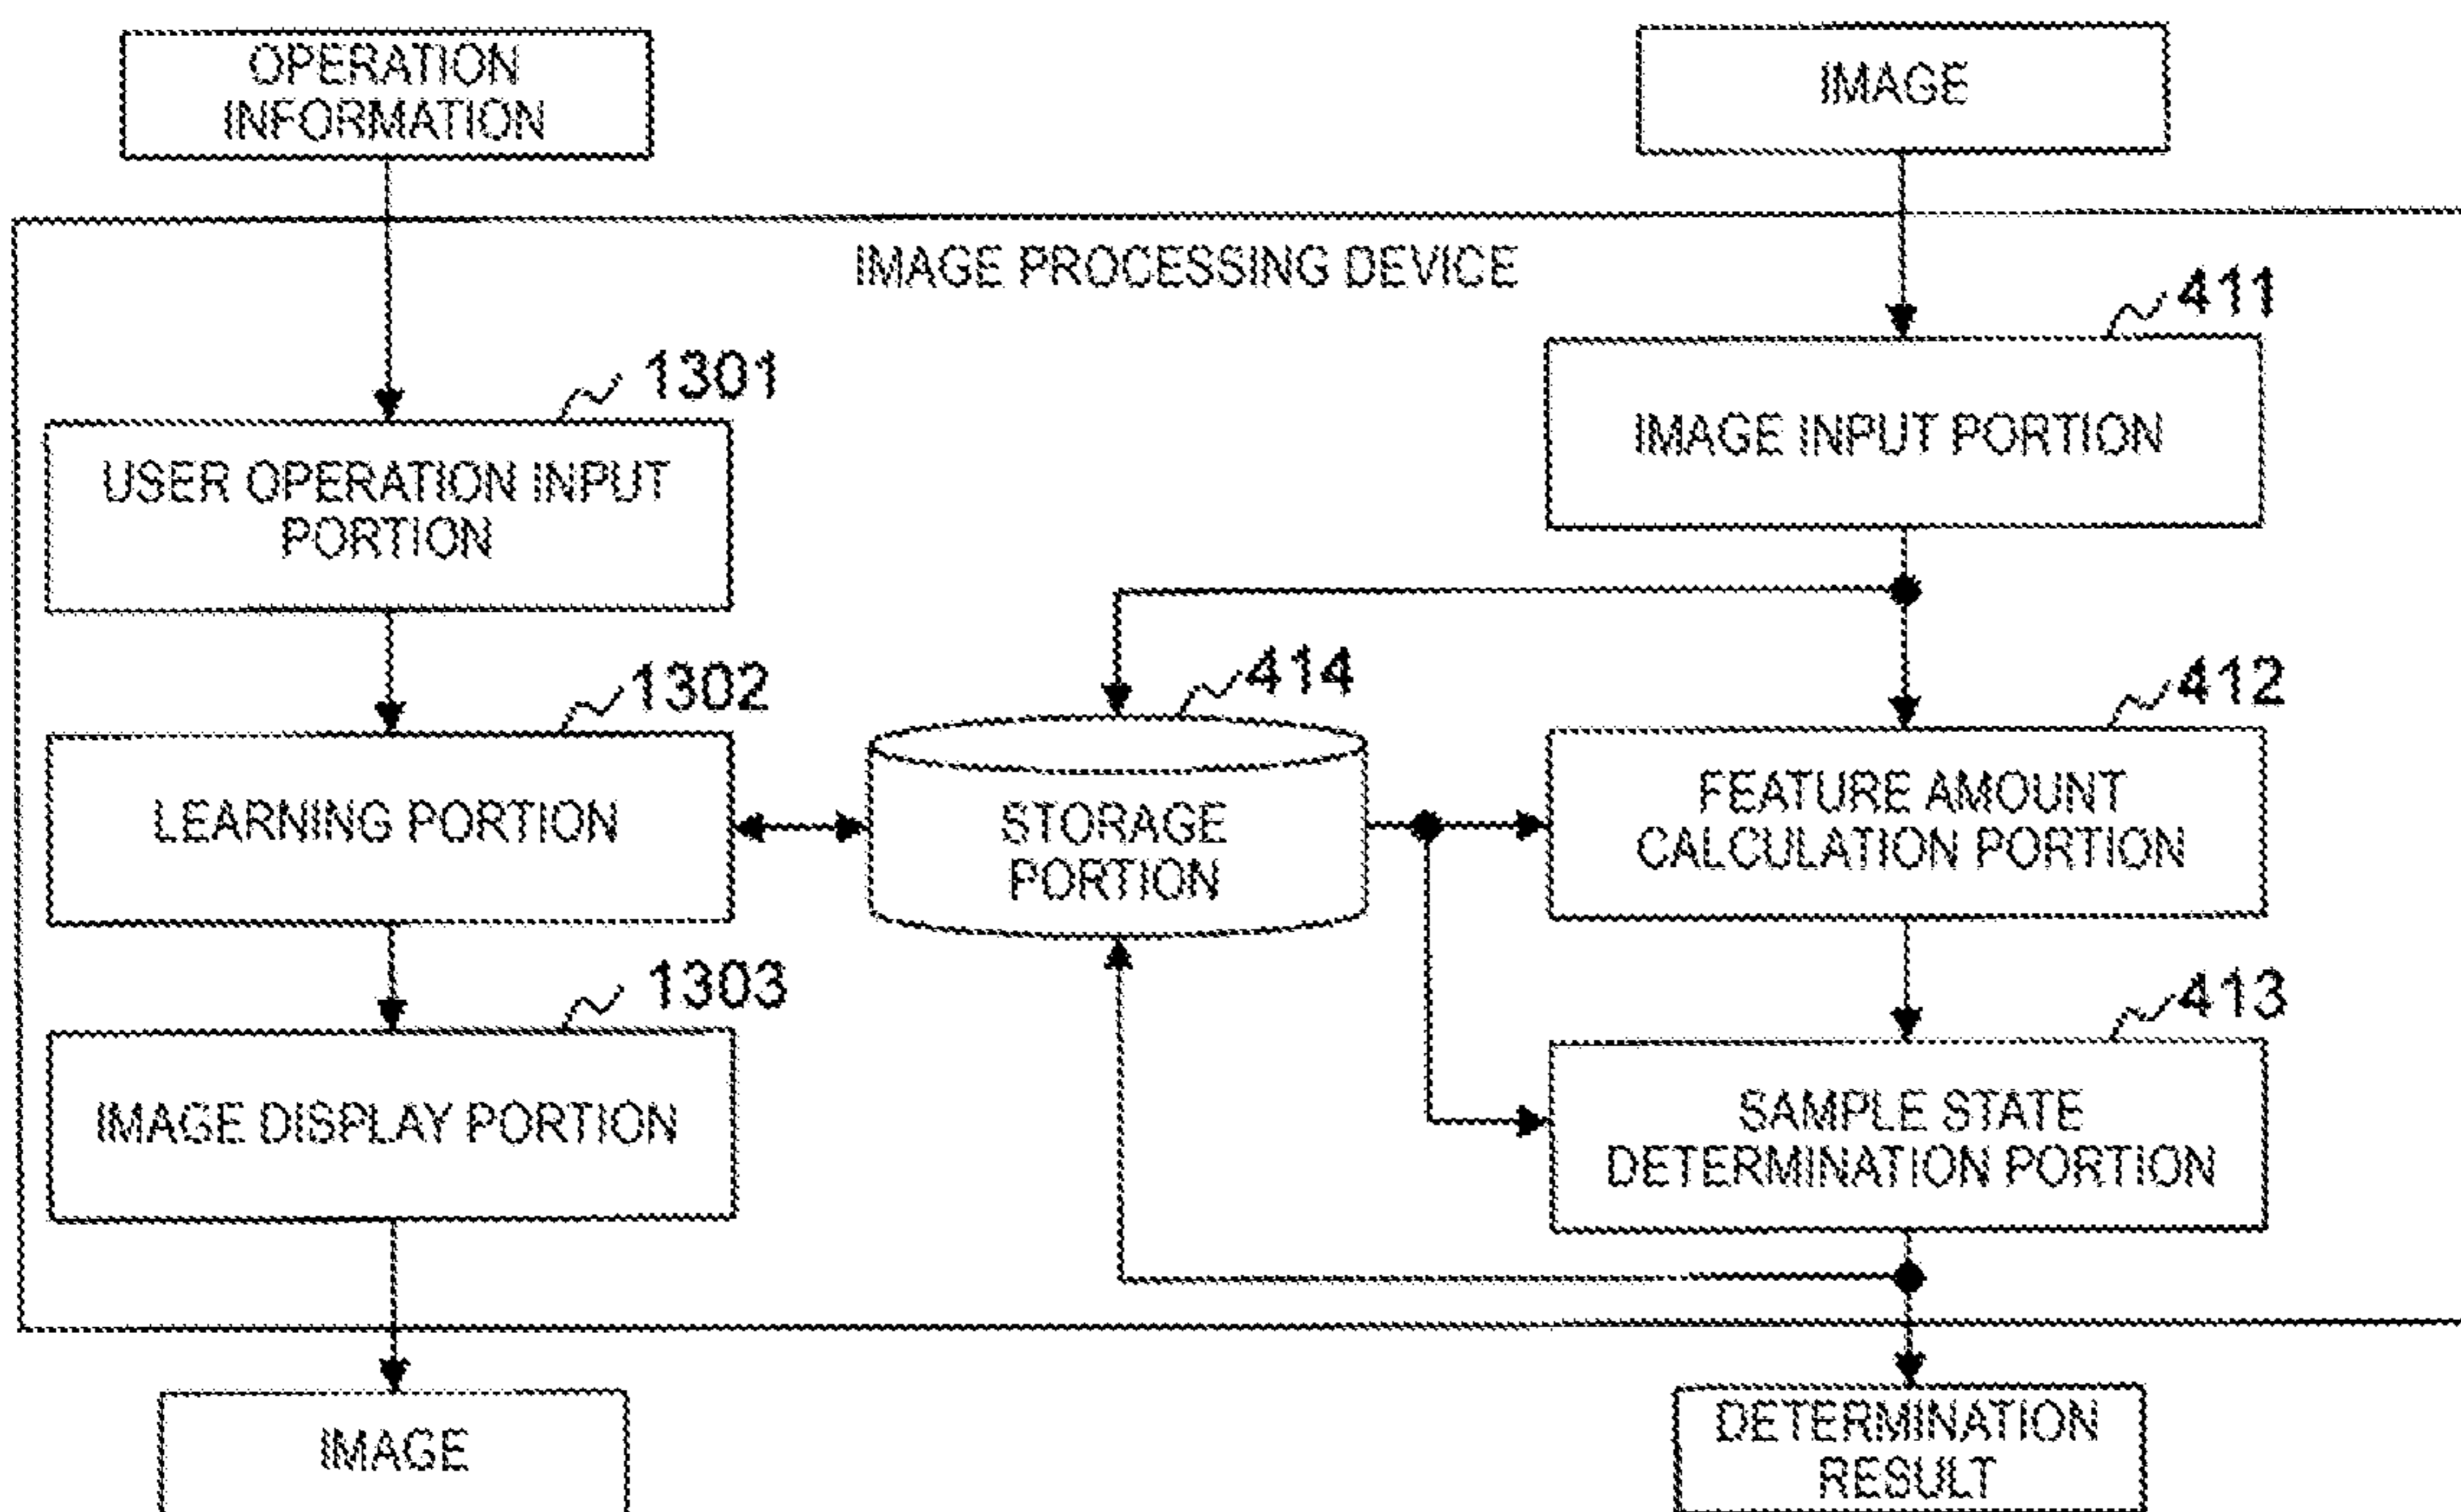 OPERATION
INFORMATION
IMAGE
IMAGE PROCESSING DEVICE
411
1301
IMAGE INPUT PORTION
USER OPERATION INPUT
PORTION
1302
414
412
LEARNING PORTION
STORAGE
PORTION
FEATURE AMOUNT
CALCULATION PORTION
1303
413
IMAGE DISPLAY PORTION
SAMPLE STATE
DETERMINATION PORTION
IMAGE
DETERMINATION
RESULT